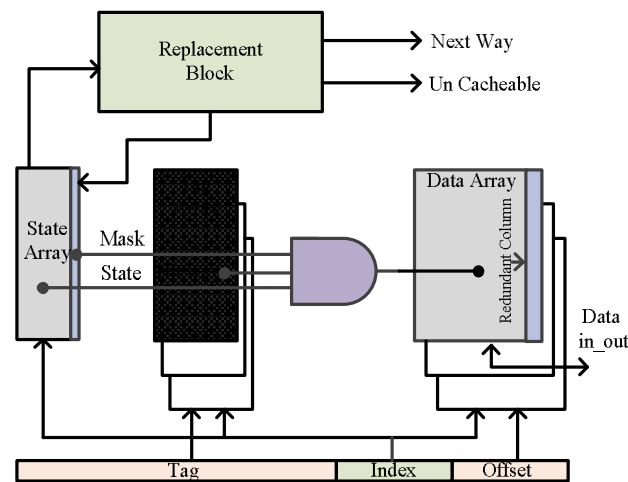 Replacement
Block
Next Way
Un Cacheable
State
Array
Mask
State
Data Array
Redundant Column
Data
in_out
Tag
Index
Offset